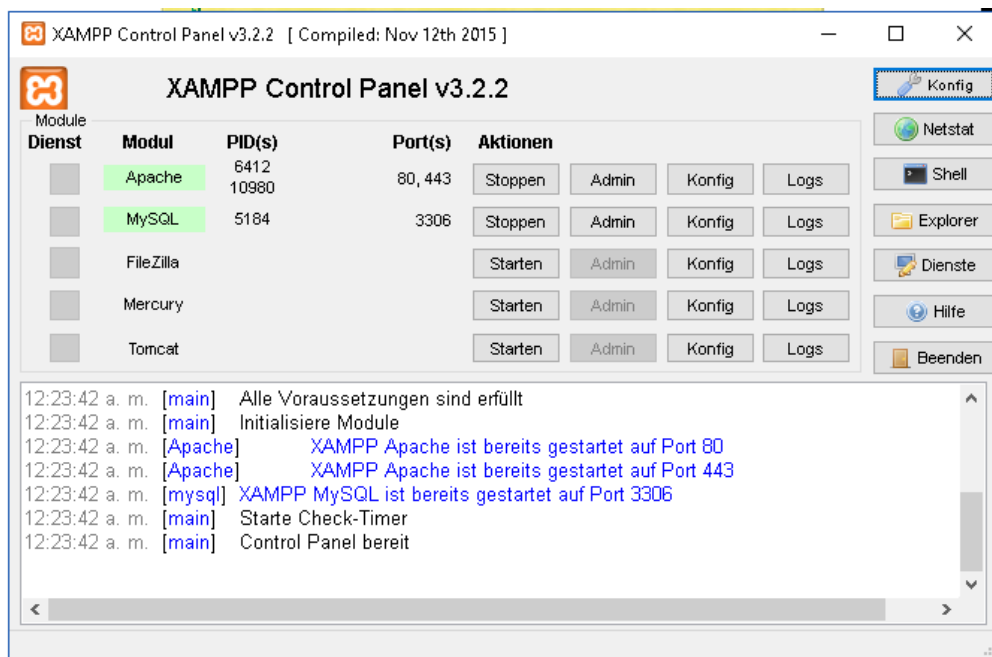 XAMPP Control Panel v3.2.2 [ Compiled: Nov 12th 2015 ]
XAMPP Control Panel v3.2.2
Konfig
Netstat
Shell
Explorer
Dienste
Hilfe
Beenden
Module
Dienst Modul PID(s) Port(s) Aktionen
Apache 6412 10980 80, 443 Stoppen Admin Konfig Logs
MySQL 5184 3306 Stoppen Admin Konfig Logs
FileZilla Starten Admin Konfig Logs
Mercury Starten Admin Konfig Logs
Tomcat Starten Admin Konfig Logs
12:23:42 a. m. [main] Alle Voraussetzungen sind erfüllt
12:23:42 a. m. [main] Initialisiere Module
12:23:42 a. m. [Apache] XAMPP Apache ist bereits gestartet auf Port 80
12:23:42 a. m. [Apache] XAMPP Apache ist bereits gestartet auf Port 443
12:23:42 a. m. [mysql] XAMPP MySQL ist bereits gestartet auf Port 3306
12:23:42 a. m. [main] Starte Check-Timer
12:23:42 a. m. [main] Control Panel bereit